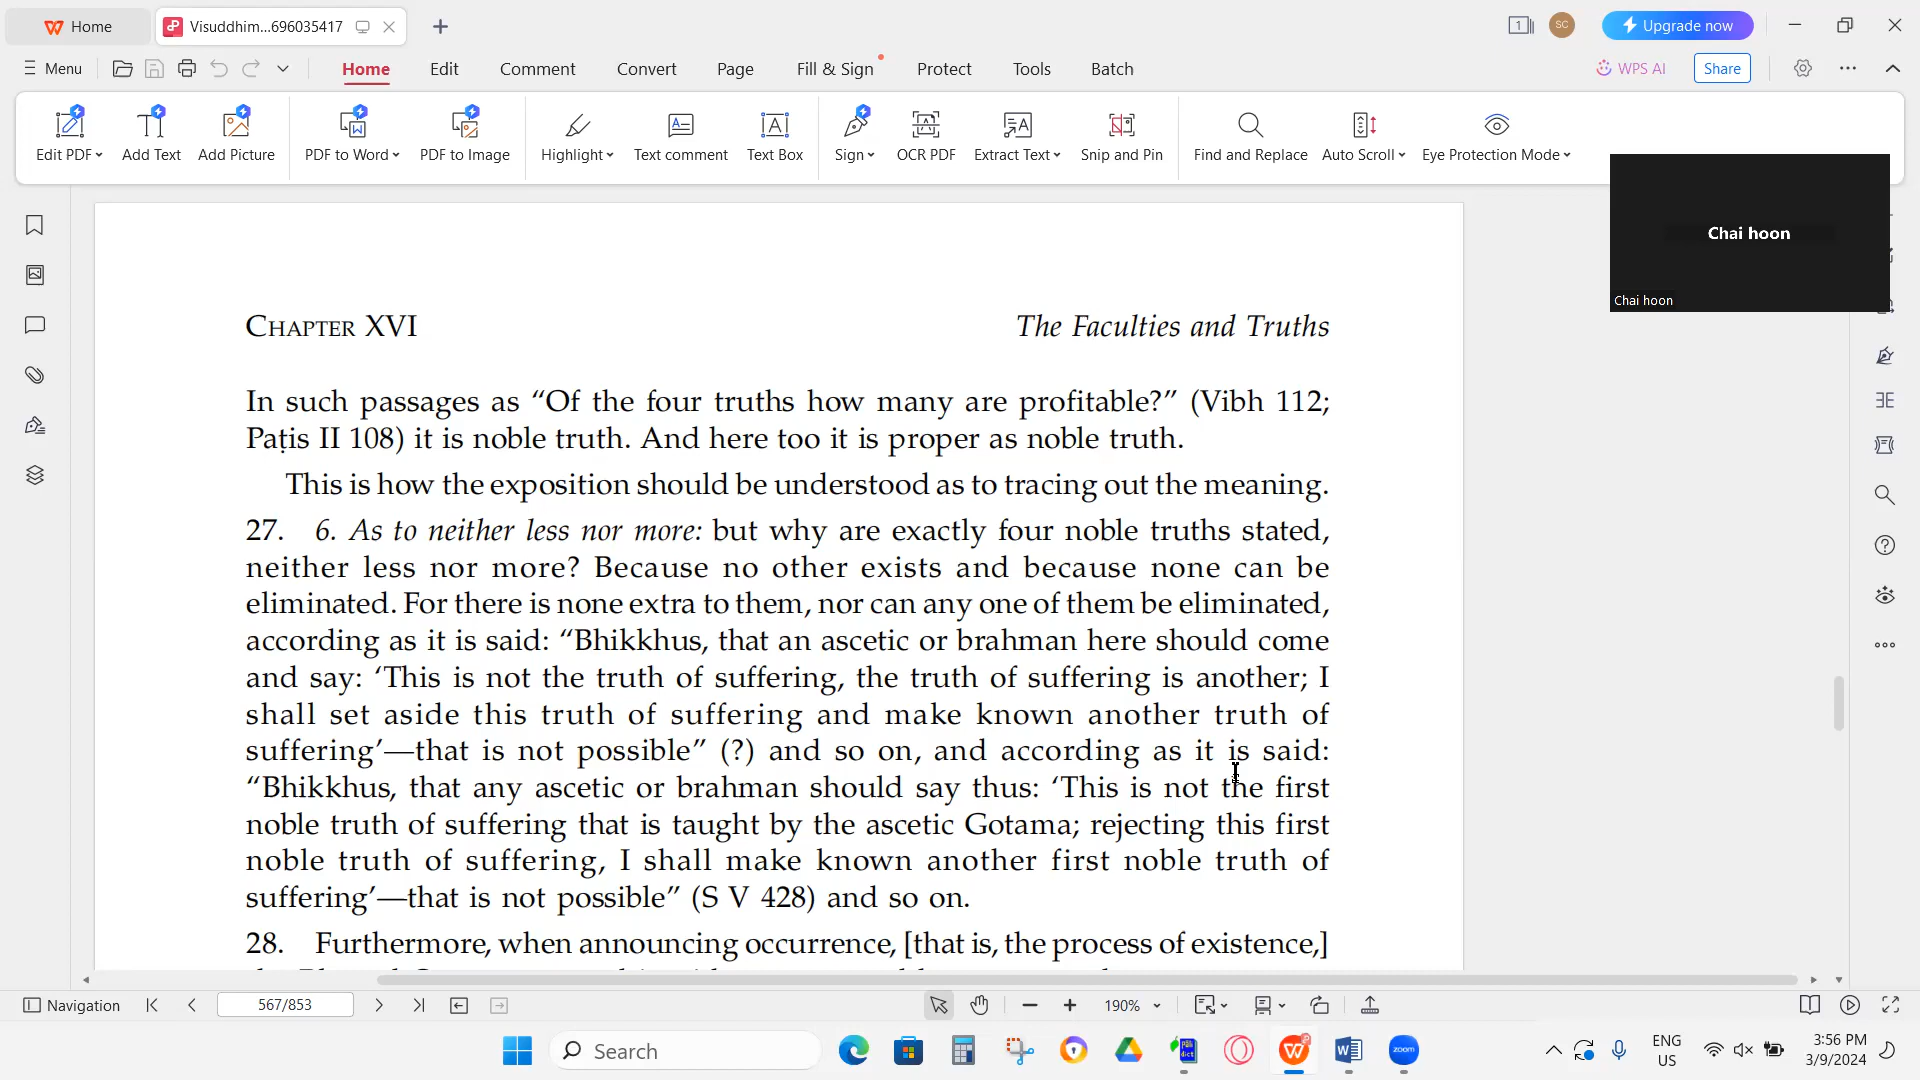 Home
Visuddhim...696035417
1
SC
Upgrade now
Menu
Home
Edit
Comment
Convert
Page
Fill & Sign
Protect
Tools
Batch
WPS AI
Share
Edit PDF
Add Text
Add Picture
PDF to Word
PDF to Image
Highlight
Text comment
Text Box
Sign
OCR PDF
Extract Text
Snip and Pin
Find and Replace
Auto Scroll
Eye Protection Mode
Chai hoon
Chai hoon
CHAPTER XVI
The Faculties and Truths
In such passages as “Of the four truths how many are profitable?” (Vibh 112;
Paṭis II 108) it is noble truth. And here too it is proper as noble truth.
This is how the exposition should be understood as to tracing out the meaning.
27. 6. As to neither less nor more: but why are exactly four noble truths stated,
neither less nor more? Because no other exists and because none can be
eliminated. For there is none extra to them, nor can any one of them be eliminated,
according as it is said: “Bhikkhus, that an ascetic or brahman here should come
and say: ‘This is not the truth of suffering, the truth of suffering is another; I
shall set aside this truth of suffering and make known another truth of
suffering’—that is not possible” (?) and so on, and according as it is said:
“Bhikkhus, that any ascetic or brahman should say thus: ‘This is not the first
noble truth of suffering that is taught by the ascetic Gotama; rejecting this first
noble truth of suffering, I shall make known another first noble truth of
suffering’—that is not possible” (S V 428) and so on.
28. Furthermore, when announcing occurrence, [that is, the process of existence,]
Navigation
567/853
190%
Search
zoom
ENG
US
3:56 PM
3/9/2024